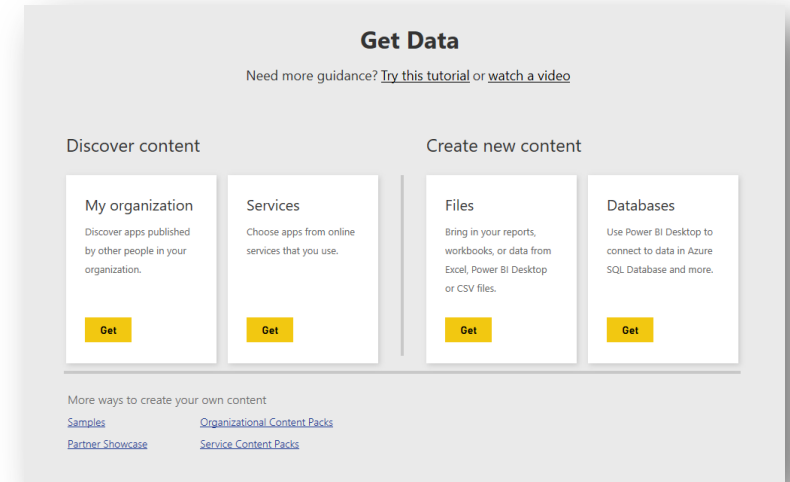 Get Data
Need more guidance? Try this tutorial or watch a video
Discover content
My organization
Discover apps published
by other people in your
organization.
Get
Services
Choose apps from online
services that you use.
Get
Create new content
Files
Bring in your reports,
workbooks, or data from
Excel, Power BI Desktop
or CSV files.
Get
Databases
Use Power BI Desktop to
connect to data in Azure
SQL Database and more.
Get
More ways to create your own content
Samples
Organizational Content Packs
Partner Showcase
Service Content Packs